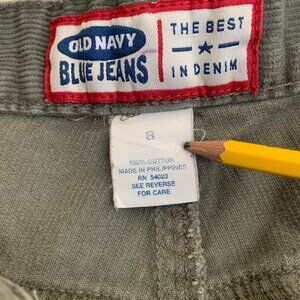 OLD NAVY
BLUE JEANS
THE BEST
IN DENIM
8
100% COTTON
MADE IN PHILIPPINES
RN 54023
SEE REVERSE
FOR CARE